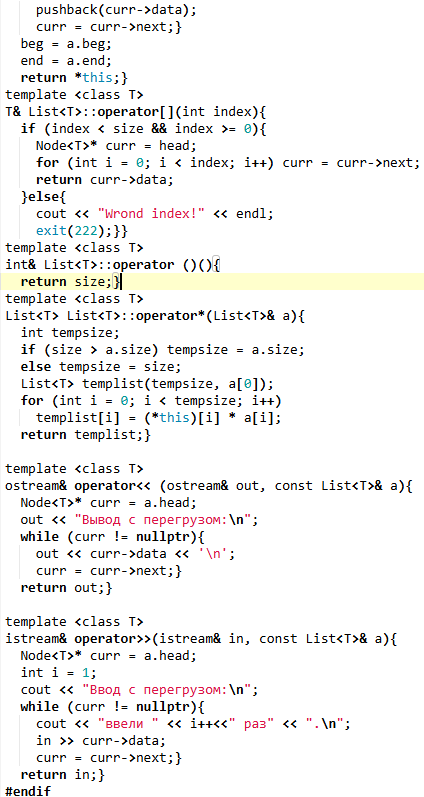 pushback(curr->data);
    curr = curr->next;}
  beg = a.beg;
  end = a.end;
  return *this;}
template <class T>
T& List<T>::operator[](int index){
  if (index < size && index >= 0){
    Node<T>* curr = head;
    for (int i = 0; i < index; i++) curr = curr->next;
    return curr->data;
  }else{
    cout << "Wrond index!" << endl;
    exit(222);}}
template <class T>
int& List<T>::operator ()(){
  return size;}
template <class T>
List<T> List<T>::operator*(List<T>& a){
  int tempsize;
  if (size > a.size) tempsize = a.size;
  else tempsize = size;
  List<T> templist(tempsize, a[0]);
  for (int i = 0; i < tempsize; i++)
    templist[i] = (*this)[i] * a[i];
  return templist;}

template <class T>
ostream& operator<< (ostream& out, const List<T>& a){
  Node<T>* curr = a.head;
  out << "Вывод с перегрузом:\n";
  while (curr != nullptr){
    out << curr->data << '\n';
    curr = curr->next;}
  return out;}

template <class T>
istream& operator>>(istream& in, const List<T>& a){
  Node<T>* curr = a.head;
  int i = 1;
  cout << "Ввод с перегрузом:\n";
  while (curr != nullptr){
    cout << "ввели " << i++<<" раз" << ".\n";
    in >> curr->data;
    curr = curr->next;}
  return in;}
#endif